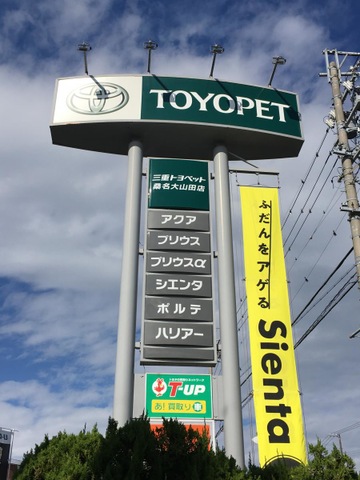 TOYOPET
三重トヨペット
桑名大山田店
アクア
プリウス
プリウスα
シエンタ
ポルテ
ハリアー
T-UP
あ!買取り
ふだんをアゲる
Sienta